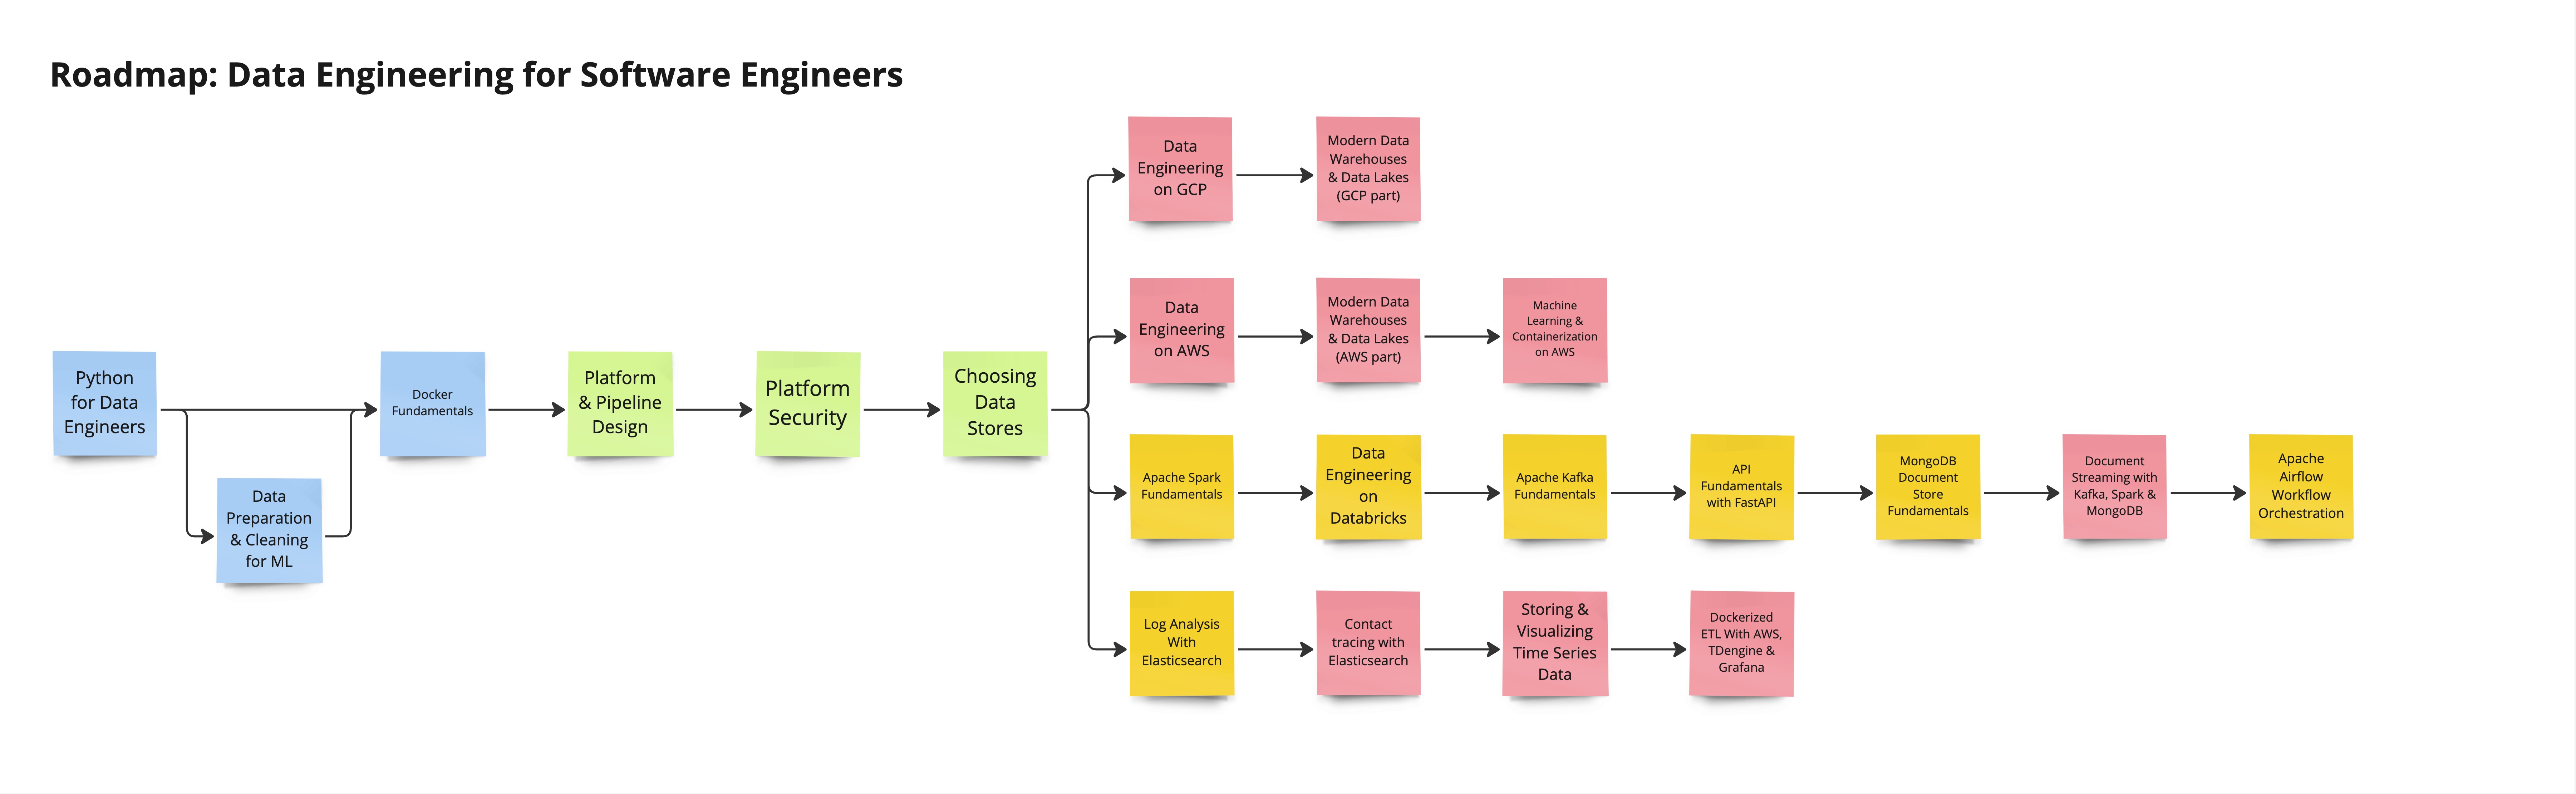 Roadmap: Data Engineering for Software Engineers
Data
Engineering
on GCP
Modern Data
Warehouses
& Data Lakes
(GCP part)
Data
Engineering
on AWS
Modern Data
Warehouses
& Data Lakes
(AWS part)
Machine
Learning &
Containerization
on AWS
Python
for Data
Engineers
Data
Preparation
& Cleaning
for ML
Docker
Fundamentals
Platform
& Pipeline
Design
Platform
Security
Choosing
Data
Stores
Apache Spark
Fundamentals
Data
Engineering
on
Databricks
Apache Kafka
Fundamentals
API
Fundamentals
with FastAPI
MongoDB
Document
Store
Fundamentals
Document
Streaming with
Kafka, Spark &
MongoDB
Apache
Airflow
Workflow
Orchestration
Log Analysis
With
Elasticsearch
Contact
tracing with
Elasticsearch
Storing &
Visualizing
Time Series
Data
Dockerized
ETL With AWS,
TDengine &
Grafana